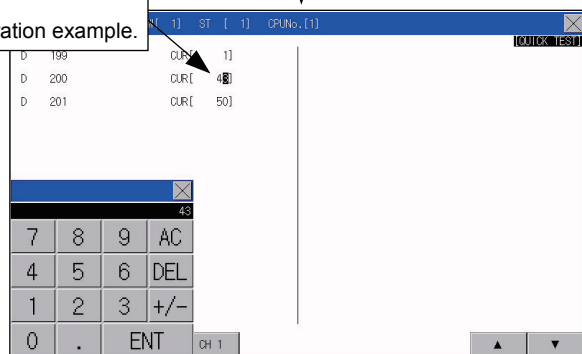 [ 1] ST [ 1] CPUNo.[1]
ration example.
[QUICK TEST]
D 199 CUR[ 1]
D 200 CUR[ 43]
D 201 CUR[ 50]
43
7 8 9 AC
4 5 6 DEL
1 2 3 +/-
0 . ENT
CH 1